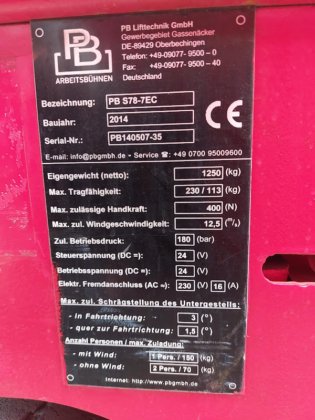 PB Lifttechnik GmbH
Gewerbegebiet Gassenäcker
DE-89429 Oberbechingen
Telefon: +49-09077- 9500 - 0
Fax: +49-09077- 9500 - 40
Deutschland
PB
ARBEITSBÜHNEN
Bezeichnung: PB S78-7EC
Baujahr: 2014
Serial-Nr.: PB140507-35
CE
E-mail: info@pbgmbh.de - Service ☎ +49 0700 95009600
Eigengewicht (netto): 1250 (kg)
Max. Tragfähigkeit: 230 / 113 (kg)
Max. zulässige Handkraft: 400 (N)
Max. zul. Windgeschwindigkeit: 12,5 (m/s)
Zul. Betriebsdruck: 180 (bar)
Steuerspannung (DC =): 24 (V)
Betriebsspannung (DC =): 24 (V)
Elektr. Fremdanschluss (AC =): 230 (V) 16 (A)
Max. zul. Schrägstellung des Untergestells:
- in Fahrtrichtung: 3 (°)
- quer zur Fahrtrichtung: 1,5 (°)
Anzahl Personen / max. Zuladung:
- mit Wind: 1 Pers. / 150 (kg)
- ohne Wind: 2 Pers. / 70 (kg)
Internet: http://www.pbgmbh.de